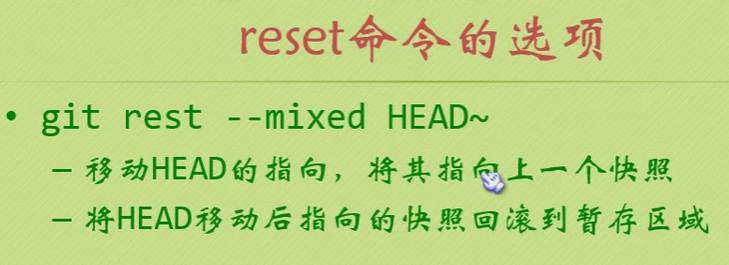 reset命令的选项
• git rest --mixed HEAD~
– 移动HEAD的指向，将其指向上一个快照
– 将HEAD移动后指向的快照回滚到暂存区域